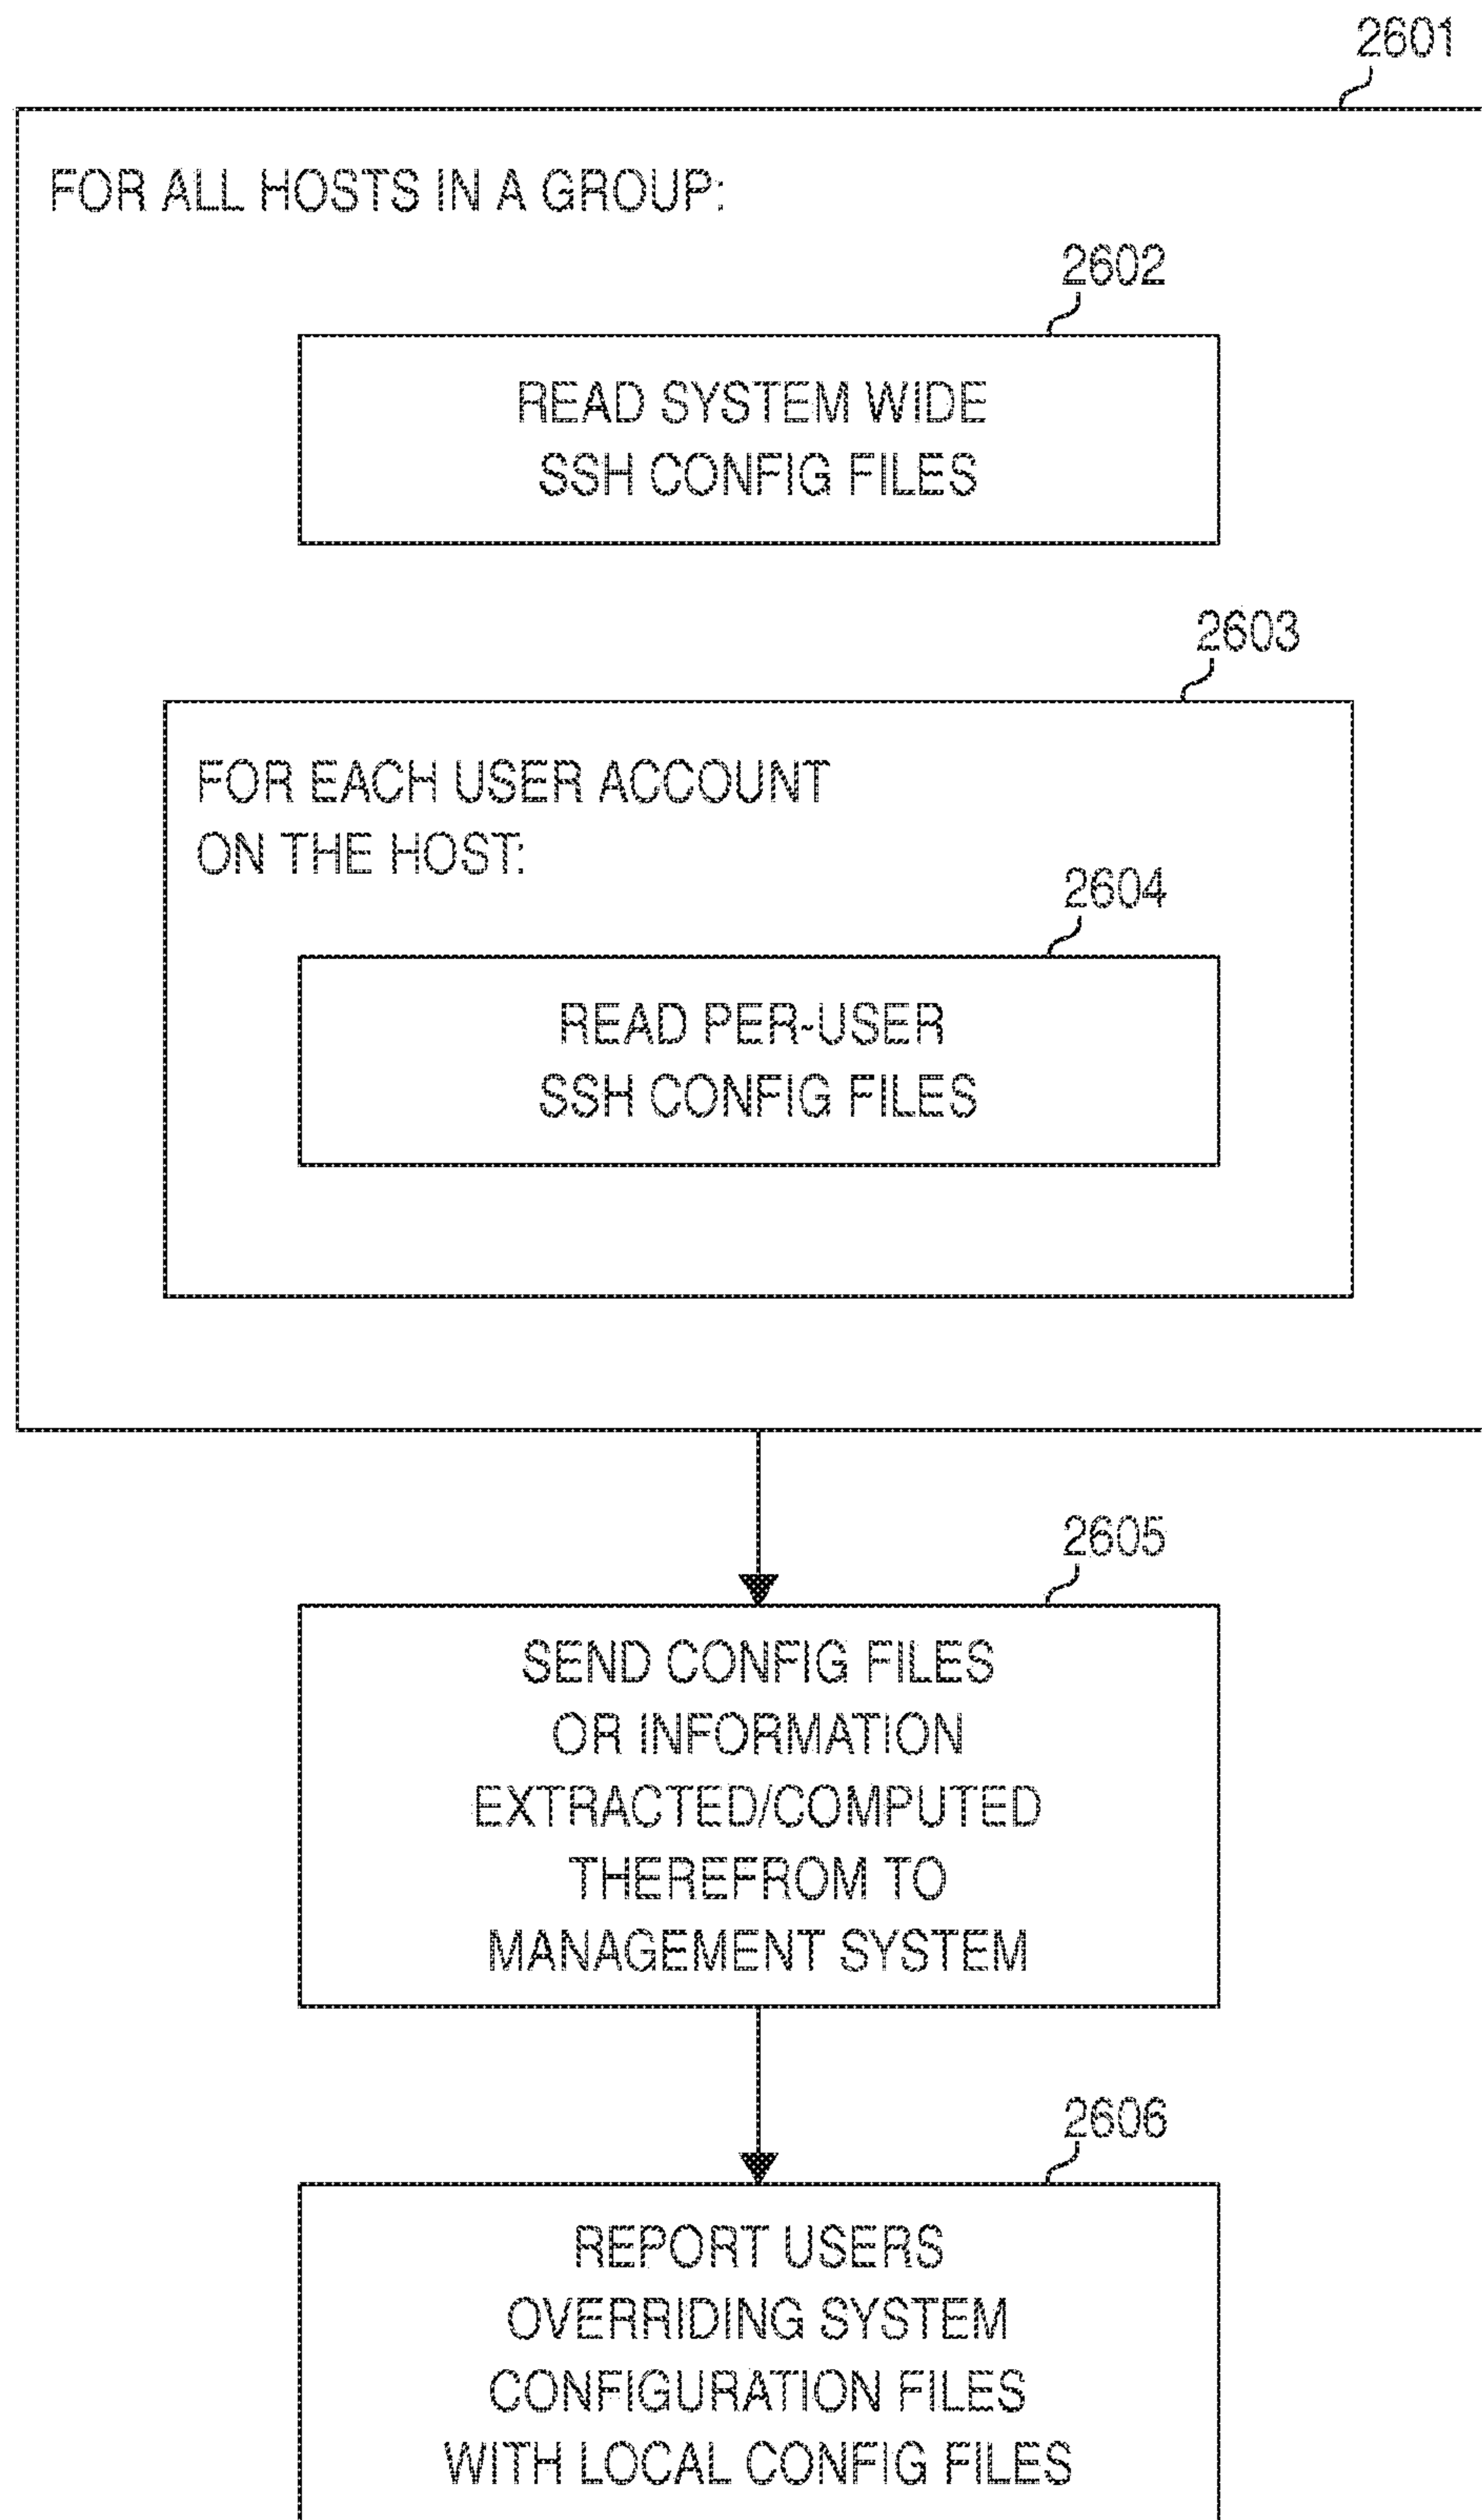 2601
FOR ALL HOSTS IN A GROUP:
2602
READ SYSTEM WIDE
SSH CONFIG FILES
2603
FOR EACH USER ACCOUNT
ON THE HOST:
2604
READ PER-USER
SSH CONFIG FILES
2605
SEND CONFIG FILES
OR INFORMATION
EXTRACTED/COMPUTED
THEREFROM TO
MANAGEMENT SYSTEM
2606
REPORT USERS
OVERRIDING SYSTEM
CONFIGURATION FILES
WITH LOCAL CONFIG FILES